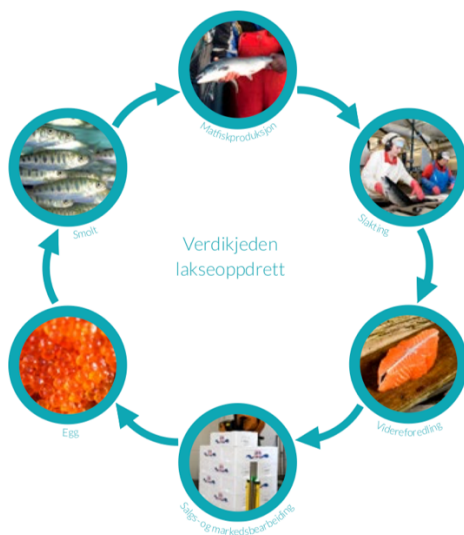 Matfiskproduksjon
Slakting
Smolt
Verdikjeden
lakseoppdrett
Egg
Videreforedling
Salgs- og markedsbearbeiding